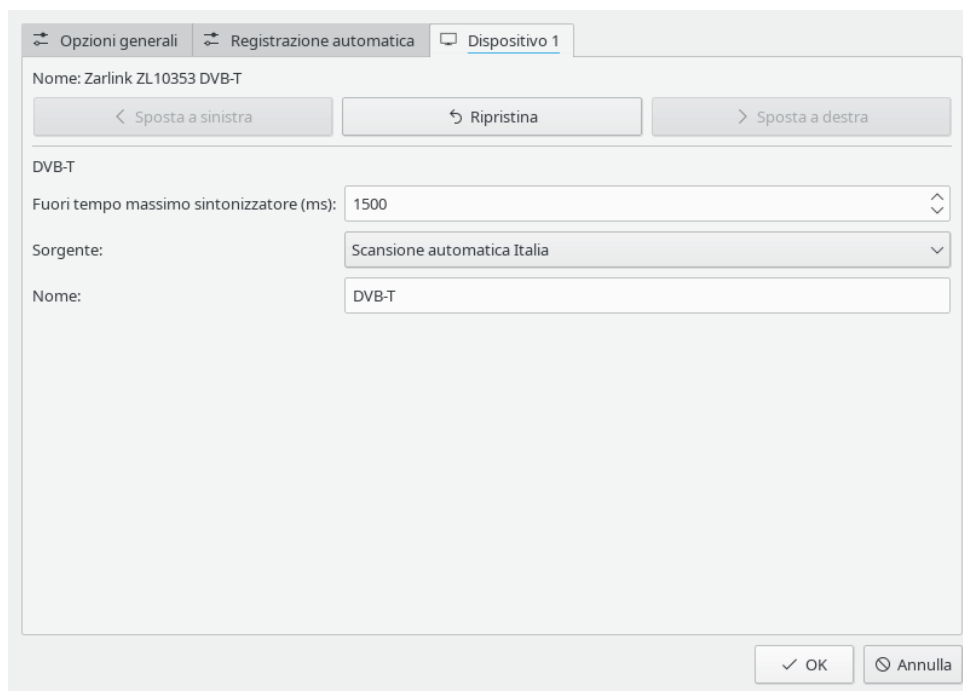 Opzioni generali Registrazione automatica Dispositivo 1
Nome: Zarlink ZL10353 DVB-T
Sposta a sinistra Ripristina Sposta a destra
DVB-T
Fuori tempo massimo sintonizzatore (ms): 1500
Sorgente: Scansione automatica Italia
Nome: DVB-T
OK Annulla